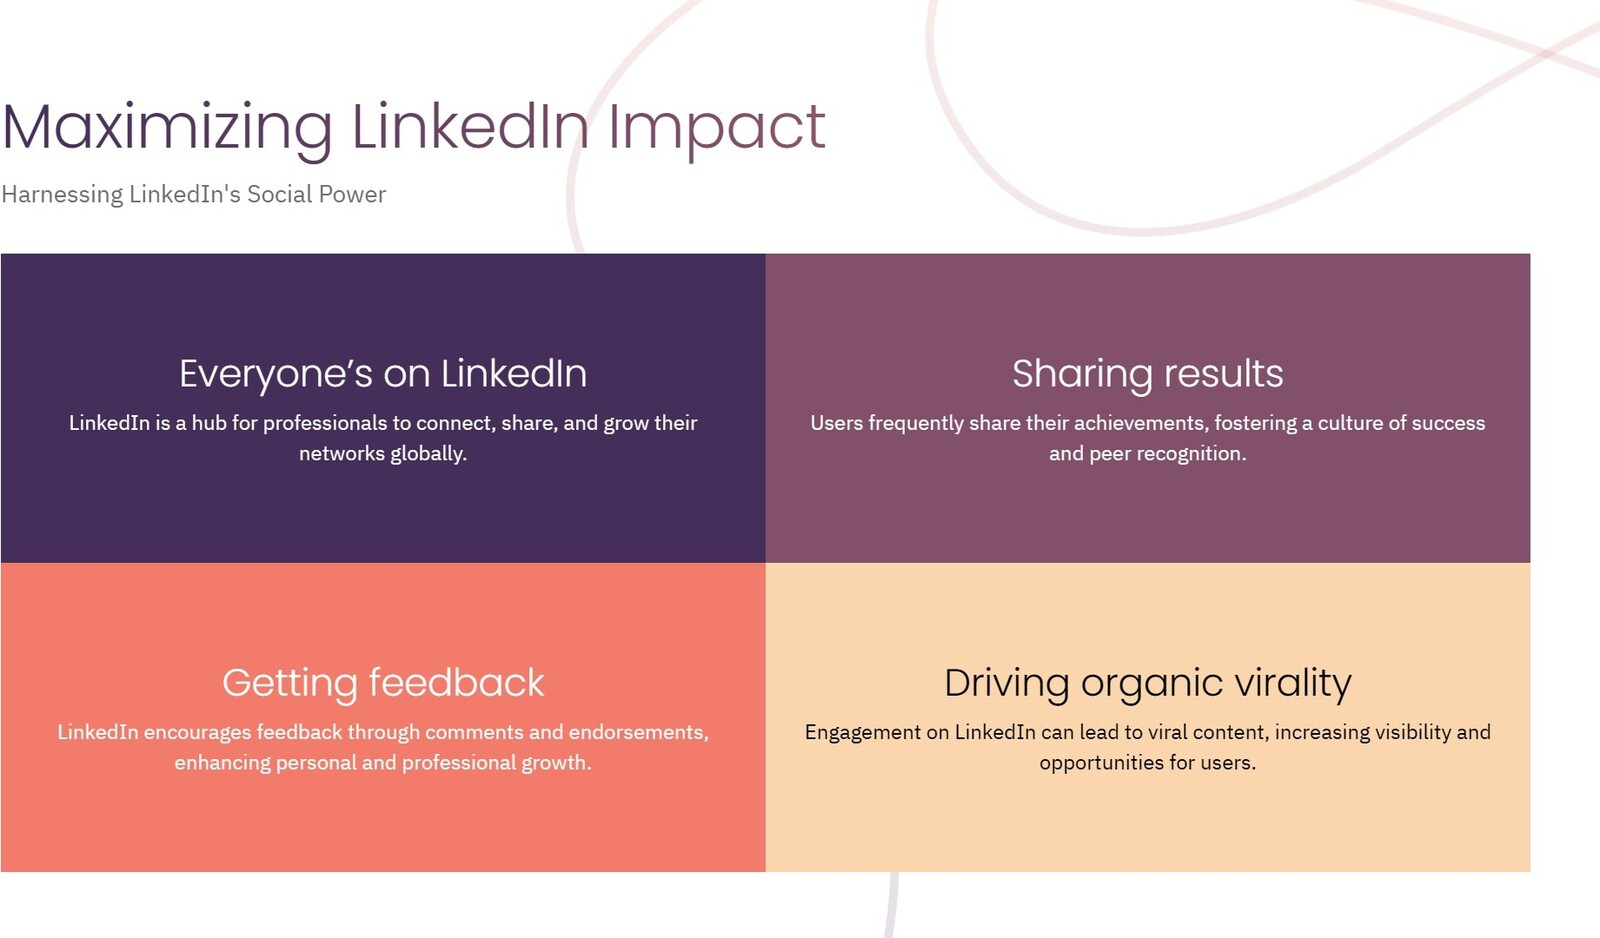 Maximizing LinkedIn Impact
Harnessing LinkedIn's Social Power
Everyone’s on LinkedIn
LinkedIn is a hub for professionals to connect, share, and grow their
networks globally.
Sharing results
Users frequently share their achievements, fostering a culture of success
and peer recognition.
Getting feedback
LinkedIn encourages feedback through comments and endorsements,
enhancing personal and professional growth.
Driving organic virality
Engagement on LinkedIn can lead to viral content, increasing visibility and
opportunities for users.